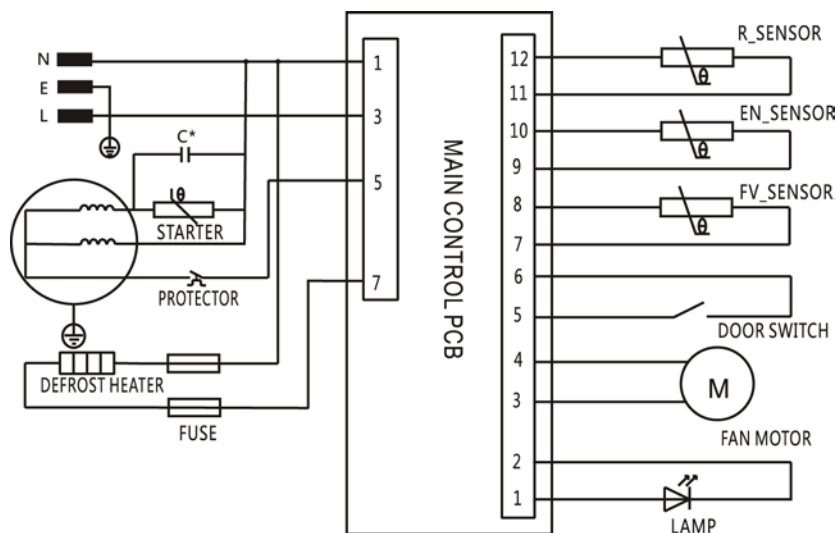 N
E
L
C*
θ
STARTER
PROTECTOR
DEFROST HEATER
FUSE
1
3
5
7
MAIN CONTROL PCB
12
11
10
9
8
7
6
5
4
3
2
1
R_SENSOR
θ
EN_SENSOR
θ
FV_SENSOR
θ
DOOR SWITCH
M
FAN MOTOR
LAMP